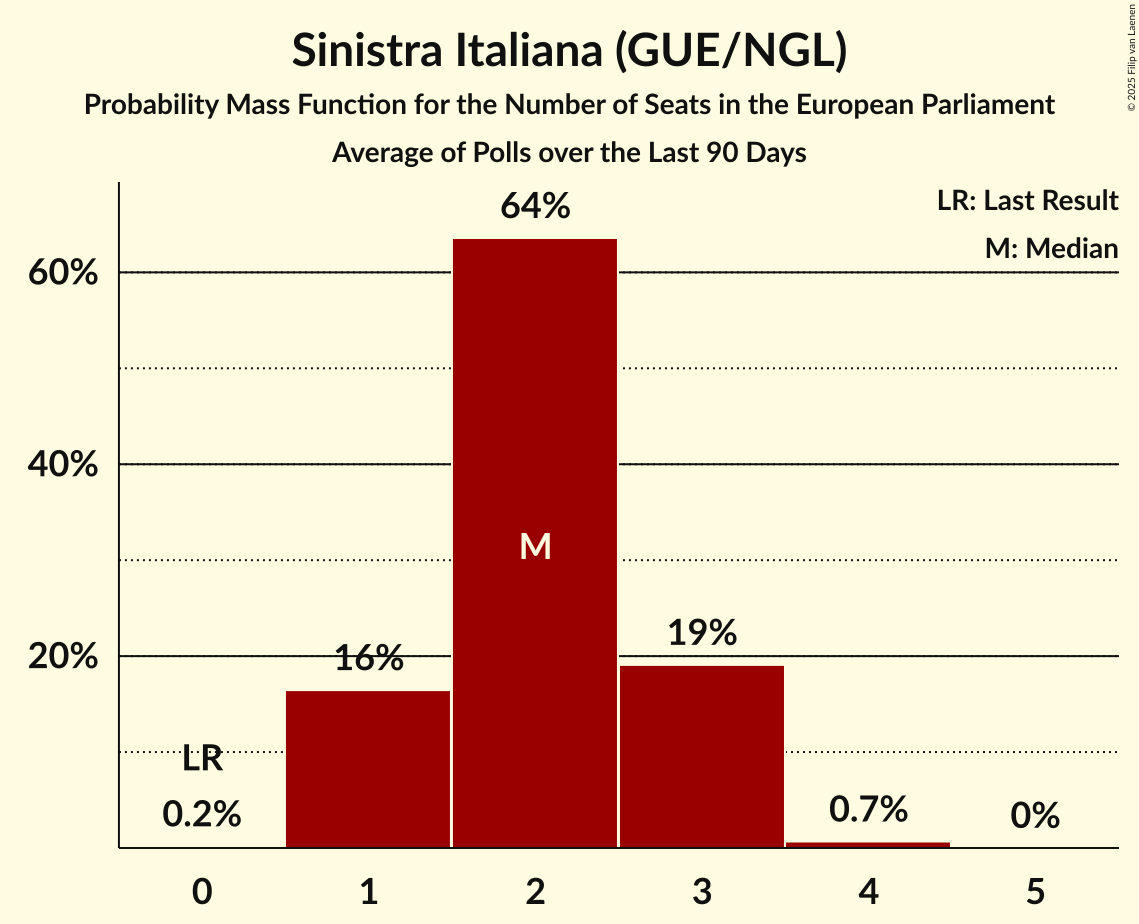 Sinistra Italiana (GUE/NGL)
Probability Mass Function for the Number of Seats in the European Parliament
Average of Polls over the Last 90 Days
© 2025 Filip van Laenen
LR: Last Result
M: Median
64%
60%
40%
M
19%
20%
16%
LR
0.2%
0.7%
0%
0 1 2 3 4 5